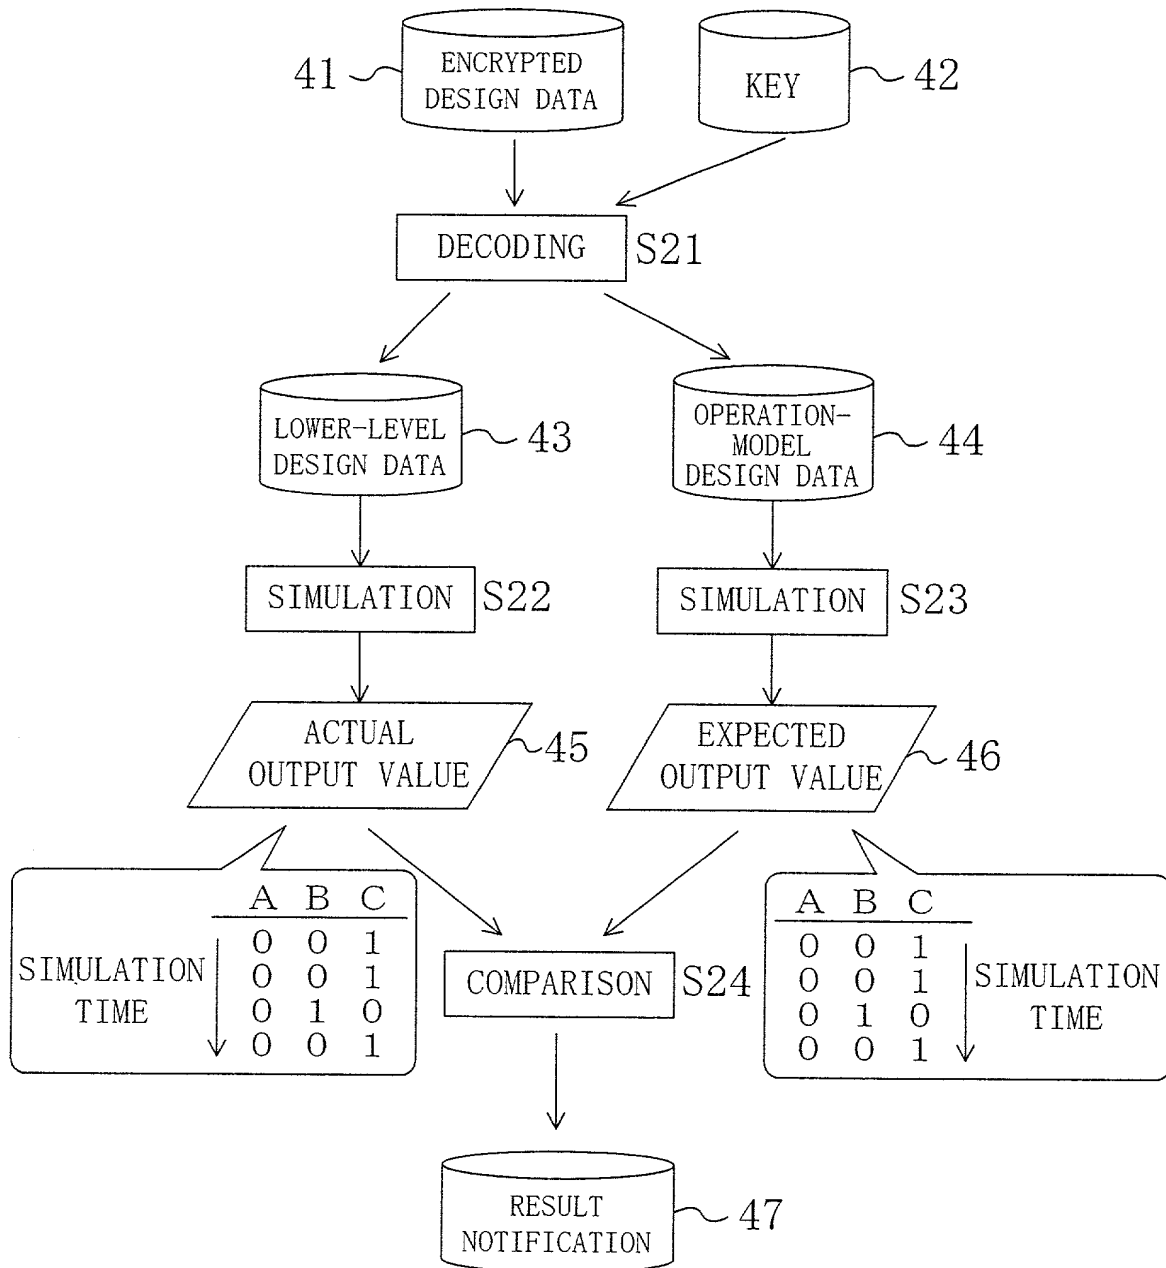 41
ENCRYPTED
DESIGN DATA
KEY
42
DECODING
S21
LOWER-LEVEL
DESIGN DATA
43
OPERATION-
MODEL
DESIGN DATA
44
SIMULATION
S22
SIMULATION
S23
ACTUAL
OUTPUT VALUE
45
EXPECTED
OUTPUT VALUE
46
SIMULATION
TIME
A B C
0 0 1
0 0 1
0 1 0
0 0 1
COMPARISON
S24
A B C
0 0 1
0 0 1
0 1 0
0 0 1
SIMULATION
TIME
RESULT
NOTIFICATION
47